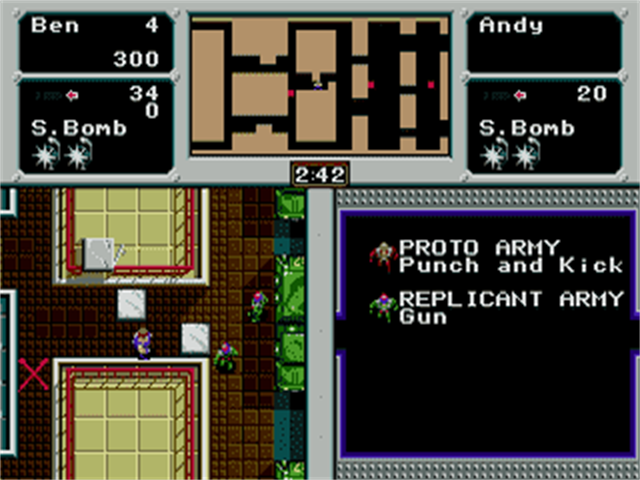 Ben 4
300
34
0
S.Bomb
Andy
20
S.Bomb
2:42
PROTO ARMY
Punch and Kick
REPLICANT ARMY
Gun